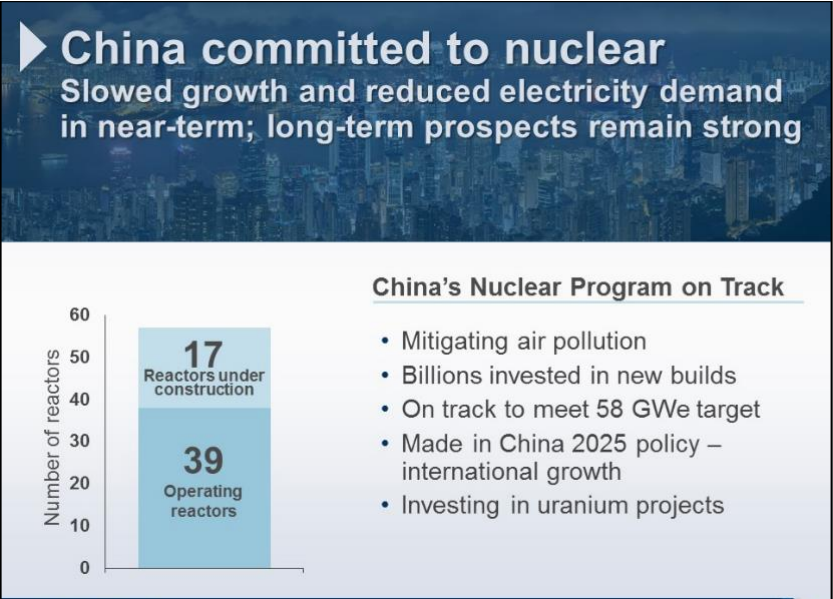 China committed to nuclear
Slowed growth and reduced electricity demand
in near-term; long-term prospects remain strong
China's Nuclear Program on Track
• Mitigating air pollution
• Billions invested in new builds
• On track to meet 58 GWe target
• Made in China 2025 policy –
international growth
• Investing in uranium projects
Number of reactors
60
50
40
30
20
10
0
17
Reactors under
construction
39
Operating
reactors